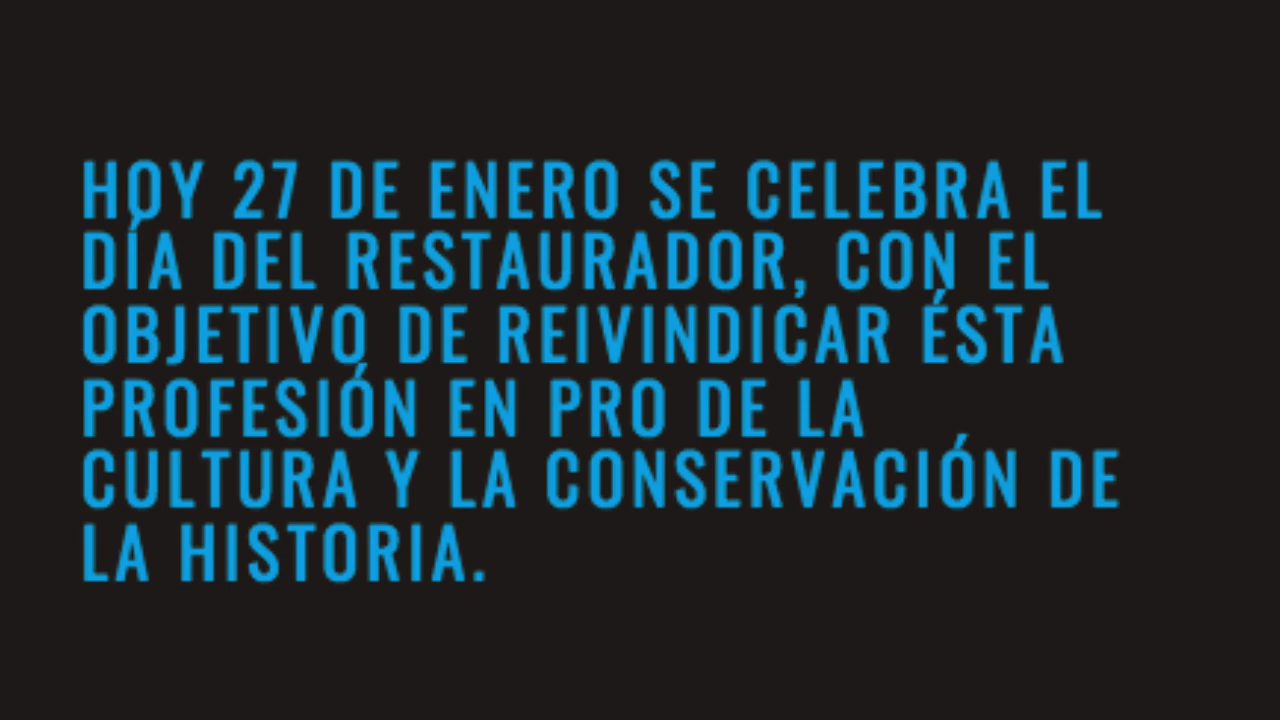 HOY 27 DE ENERO SE CELEBRA EL
DÍA DEL RESTAURADOR, CON EL
OBJETIVO DE REIVINDICAR ÉSTA
PROFESIÓN EN PRO DE LA
CULTURA Y LA CONSERVACIÓN DE
LA HISTORIA.